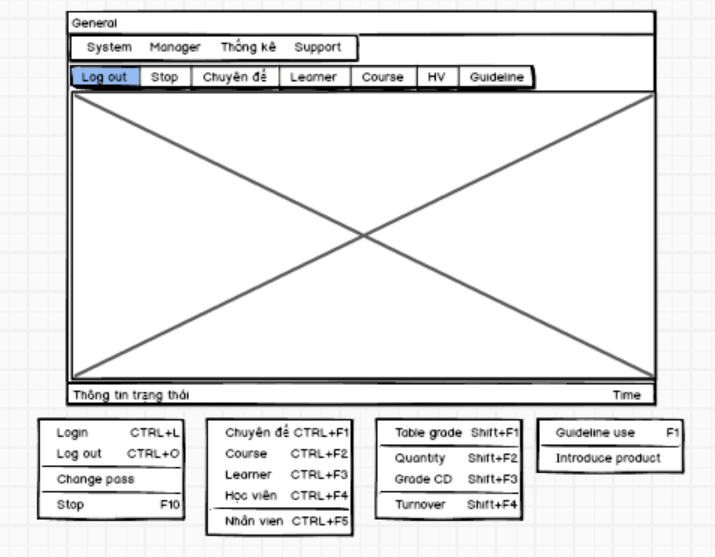 General
System Manager Thống kê Support
Log out Stop Chuyên đề Learner Course HV Guideline
Thông tin trạng thái Time
Login CTRL+L
Log out CTRL+O
Change pass
Stop F10
Chuyên đề CTRL+F1
Course CTRL+F2
Learner CTRL+F3
Học viên CTRL+F4
Nhân vien CTRL+F5
Table grade Shift+F1
Quantity Shift+F2
Grade CD Shift+F3
Turnover Shift+F4
Guideline use F1
Introduce product